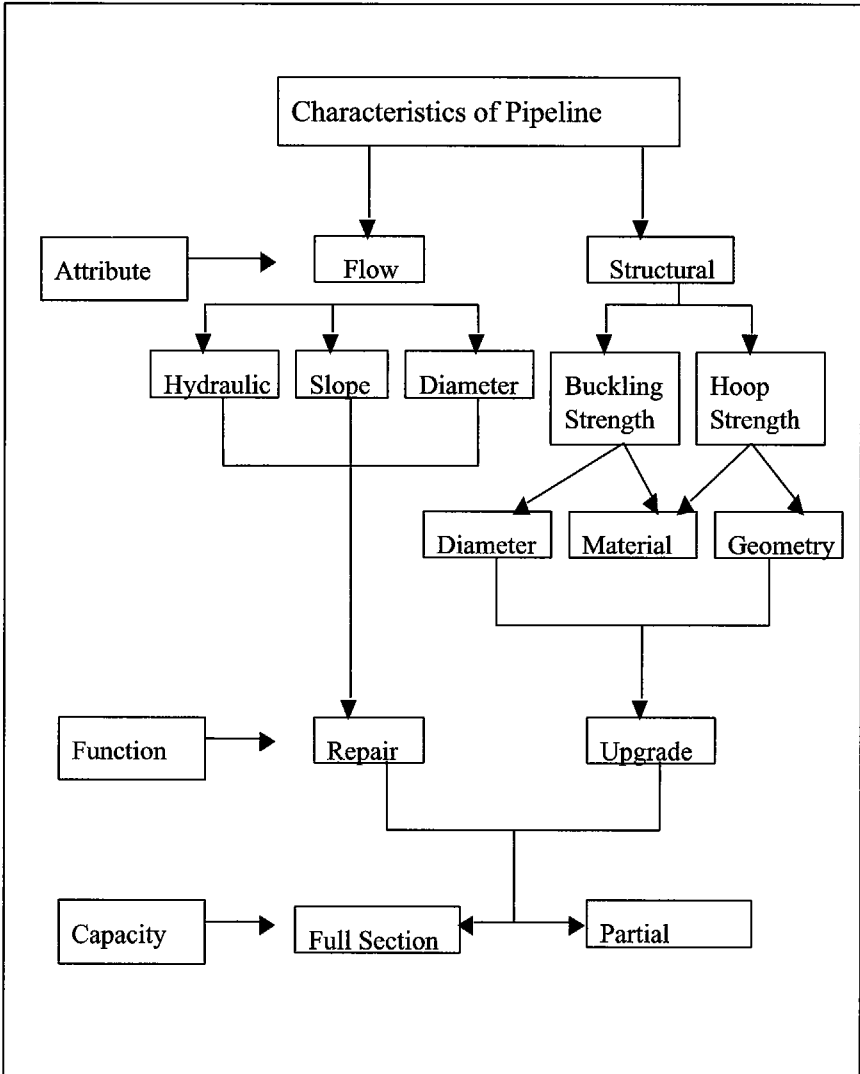 Characteristics of Pipeline
Attribute
Flow
Structural
Hydraulic
Slope
Diameter
Buckling
Strength
Hoop
Strength
Diameter
Material
Geometry
Function
Repair
Upgrade
Capacity
Full Section
Partial